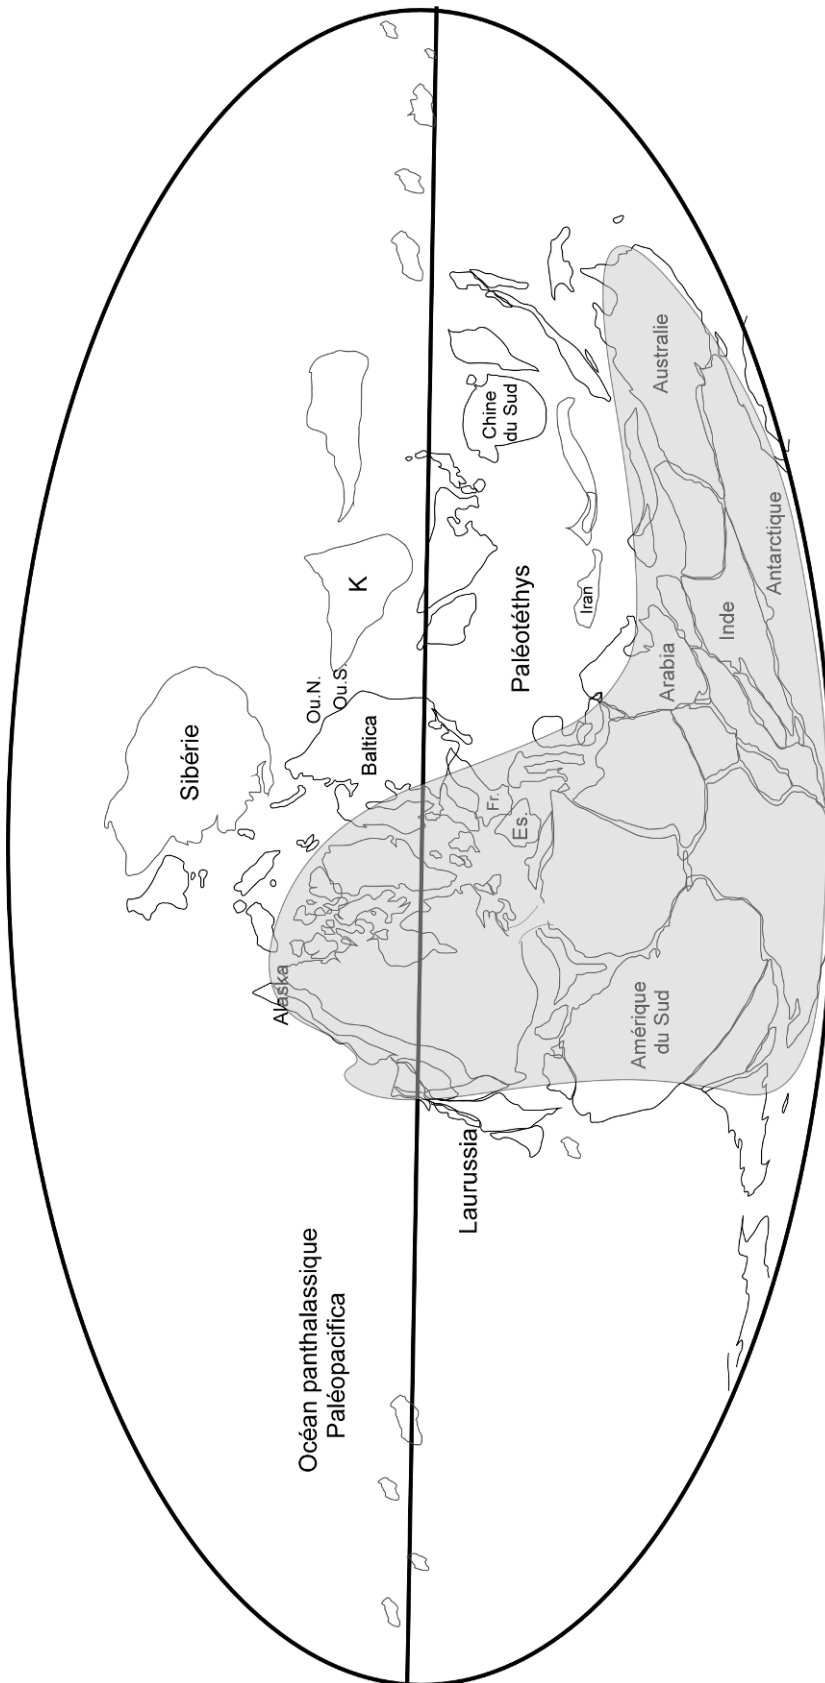 Océan panthalassique
Paléopacifica
Laurussia
Alaska
Sibérie
Ou.N.
Ou.S.
Baltica
K
Fr.
Es.
Paléotéthys
Iran
Chine
du Sud
Amérique
du Sud
Arabia
Inde
Antarctique
Australie